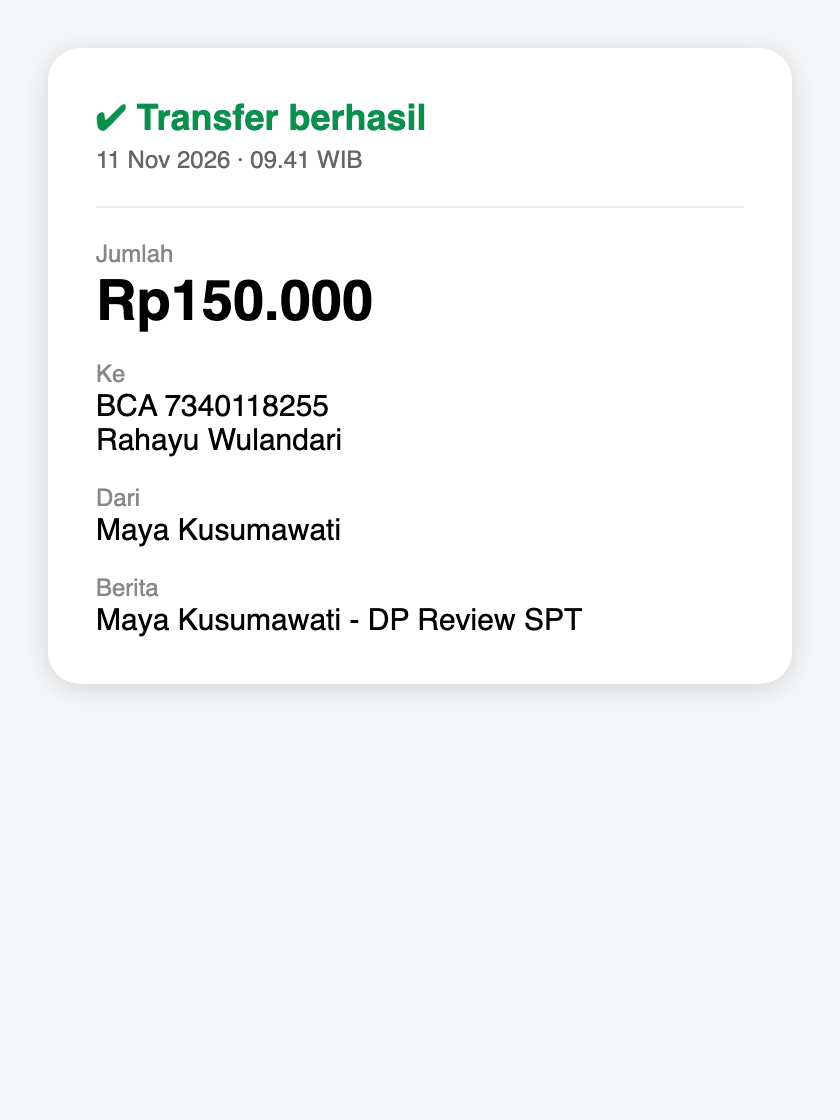 ✔ Transfer berhasil
11 Nov 2026 · 09.41 WIB
Jumlah
Rp150.000
Ke
BCA 7340118255
Rahayu Wulandari
Dari
Maya Kusumawati
Berita
Maya Kusumawati - DP Review SPT